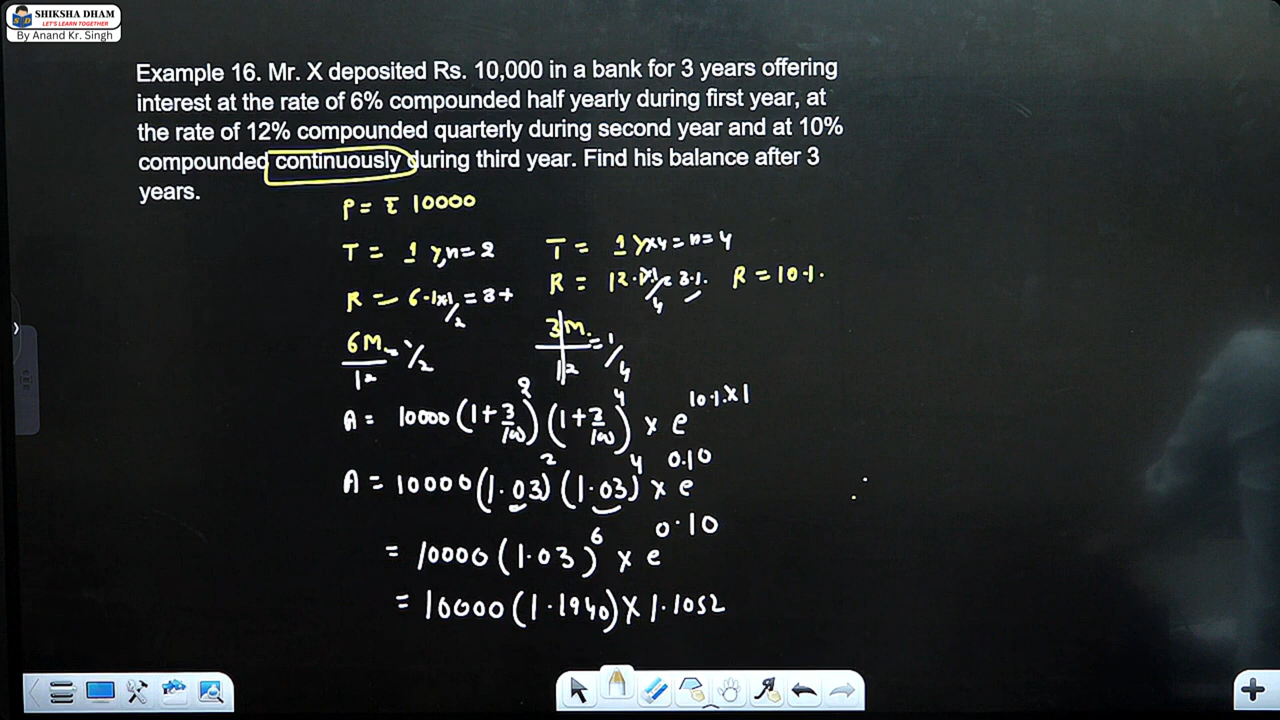 SHIKSHA DHAM
LET'S LEARN TOGETHER
By Anand Kr. Singh
Example 16. Mr. X deposited Rs. 10,000 in a bank for 3 years offering
interest at the rate of 6% compounded half yearly during first year, at
the rate of 12% compounded quarterly during second year and at 10%
compounded continuously during third year. Find his balance after 3
years.
P = ₹ 10000
T = 1 y, n = 2 T = 1 y×4 = n = 4
R = 6% × 1/2 = 3% R = 12% × 1/4 = 3% R = 10%
6M/12 = 1/2 3M/12 = 1/4
A = 10000 (1 + 3/100)^2 (1 + 3/100)^4 × e^10%×1
A = 10000 (1.03)^2 (1.03)^4 × e^0.10
= 10000 (1.03)^6 × e^0.10
= 10000 (1.1940) × 1.1052